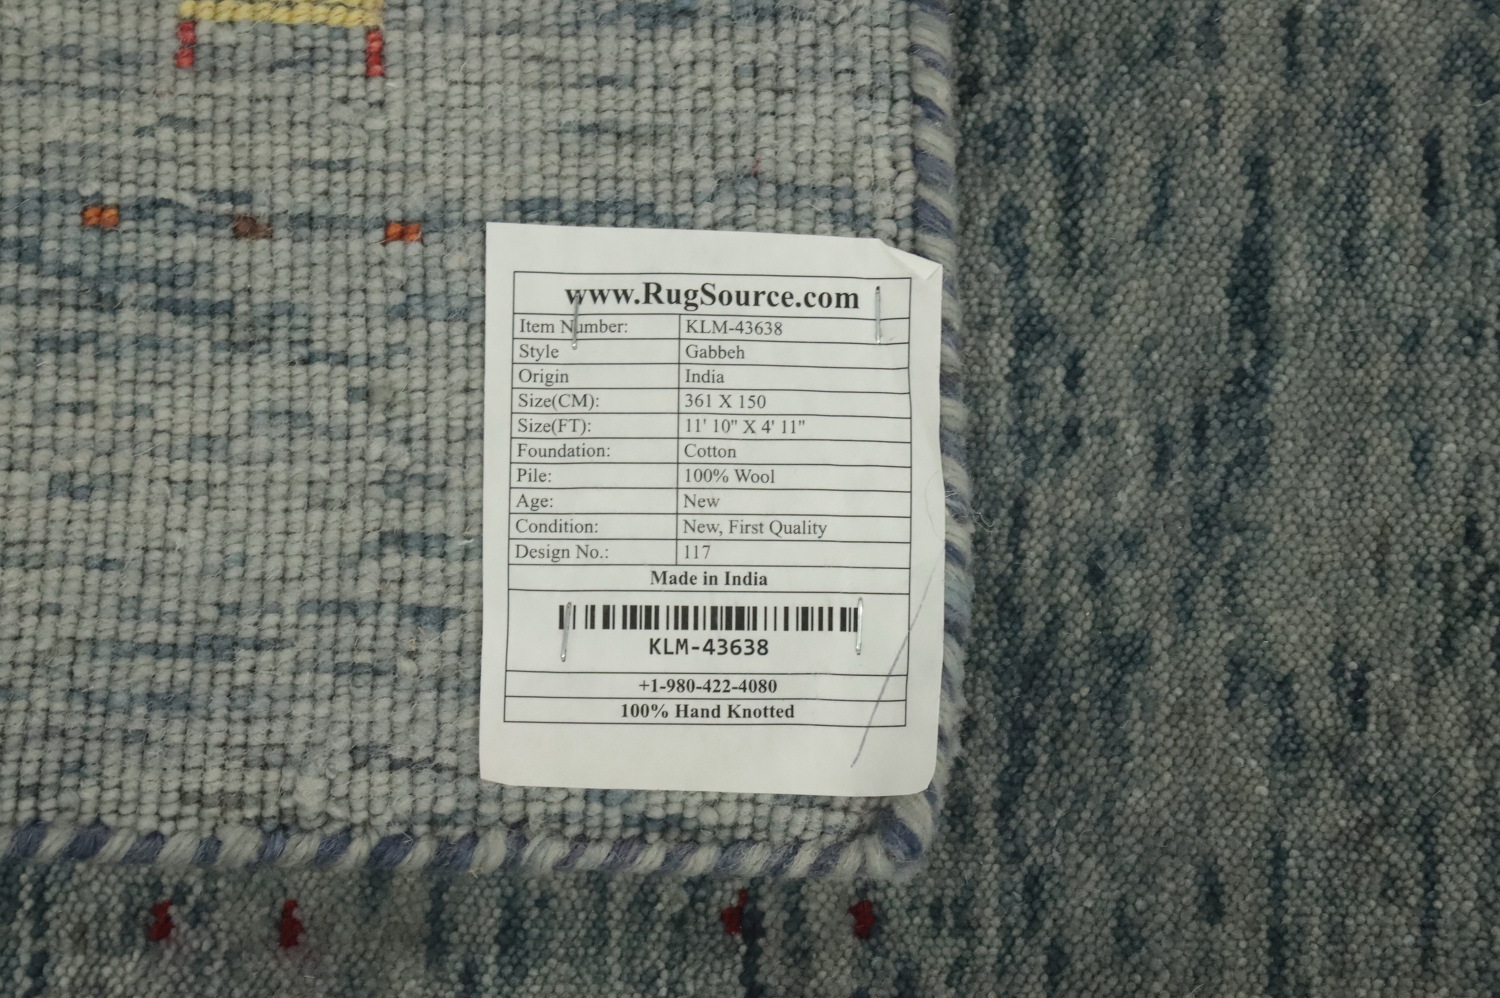 www.RugSource.com
Item Number: KLM-43638
Style Gabbeh
Origin India
Size(CM): 361 X 150
Size(FT): 11' 10" X 4' 11"
Foundation: Cotton
Pile: 100% Wool
Age: New
Condition: New, First Quality
Design No.: 117
Made in India
KLM-43638
+1-980-422-4080
100% Hand Knotted